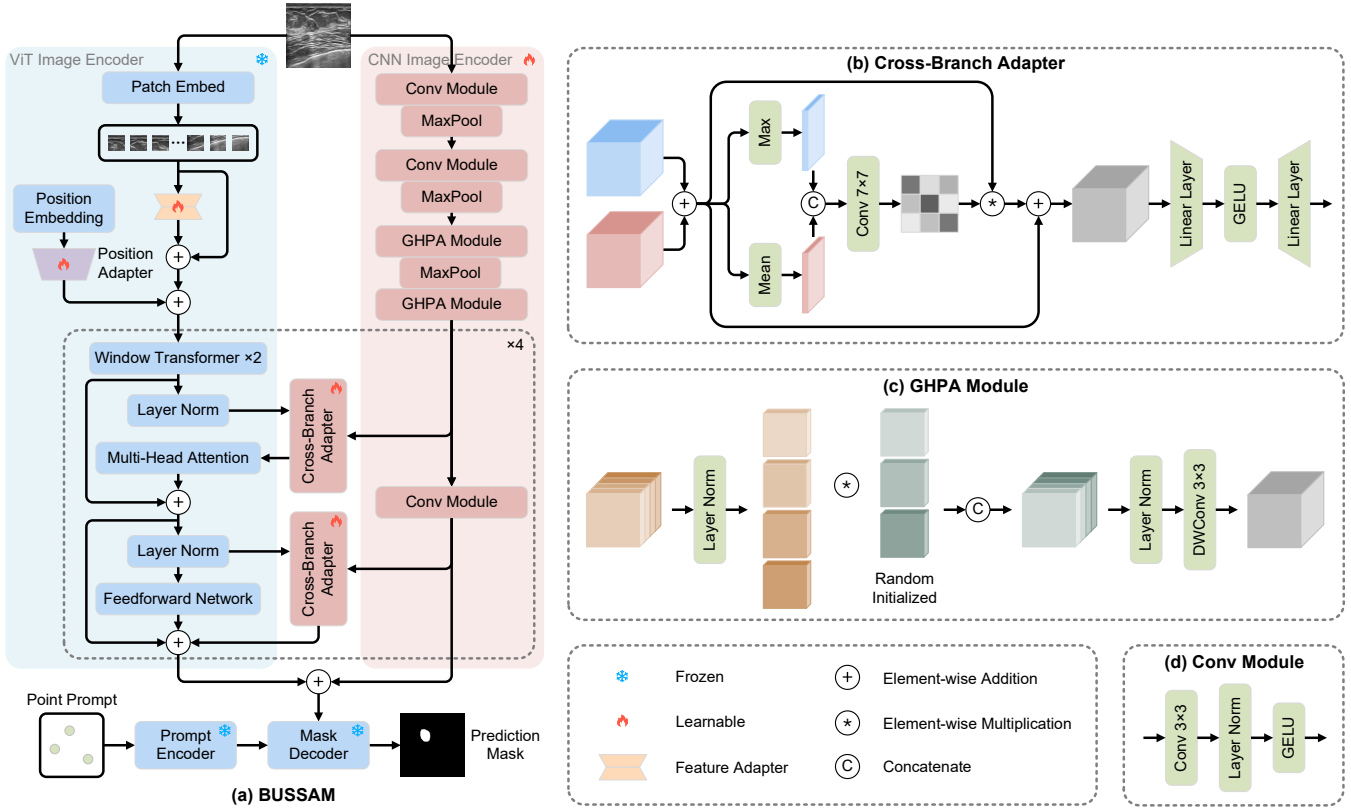 ViT Image Encoder
Patch Embed
Position
Embedding
Position
Adapter
CNN Image Encoder
Conv Module
MaxPool
Conv Module
MaxPool
GHPA Module
MaxPool
GHPA Module
×4
Window Transformer ×2
Layer Norm
Cross-Branch
Adapter
Multi-Head Attention
Conv Module
Layer Norm
Cross-Branch
Adapter
Feedforward Network
+
+
+
+
+
Point Prompt
Prompt
Encoder
Mask
Decoder
Prediction
Mask
(a) BUSSAM
(b) Cross-Branch Adapter
+
Max
Mean
C
Conv 7×7
*
+
Linear Layer
GELU
Linear Layer
(c) GHPA Module
Layer Norm
*
Random
Initialized
C
Layer Norm
DWConv 3×3
Frozen
Learnable
Feature Adapter
+ Element-wise Addition
* Element-wise Multiplication
C Concatenate
(d) Conv Module
Conv 3×3
Layer Norm
GELU